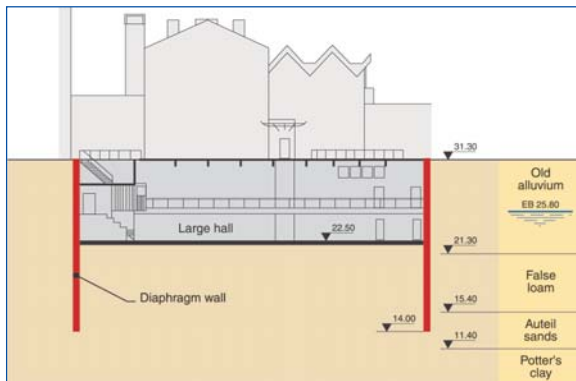 31.30
Old
alluvium
EB 25.80
Large hall
22.50
21.30
Diaphragm wall
False
loam
15.40
14.00
Auteil
sands
11.40
Potter's
clay